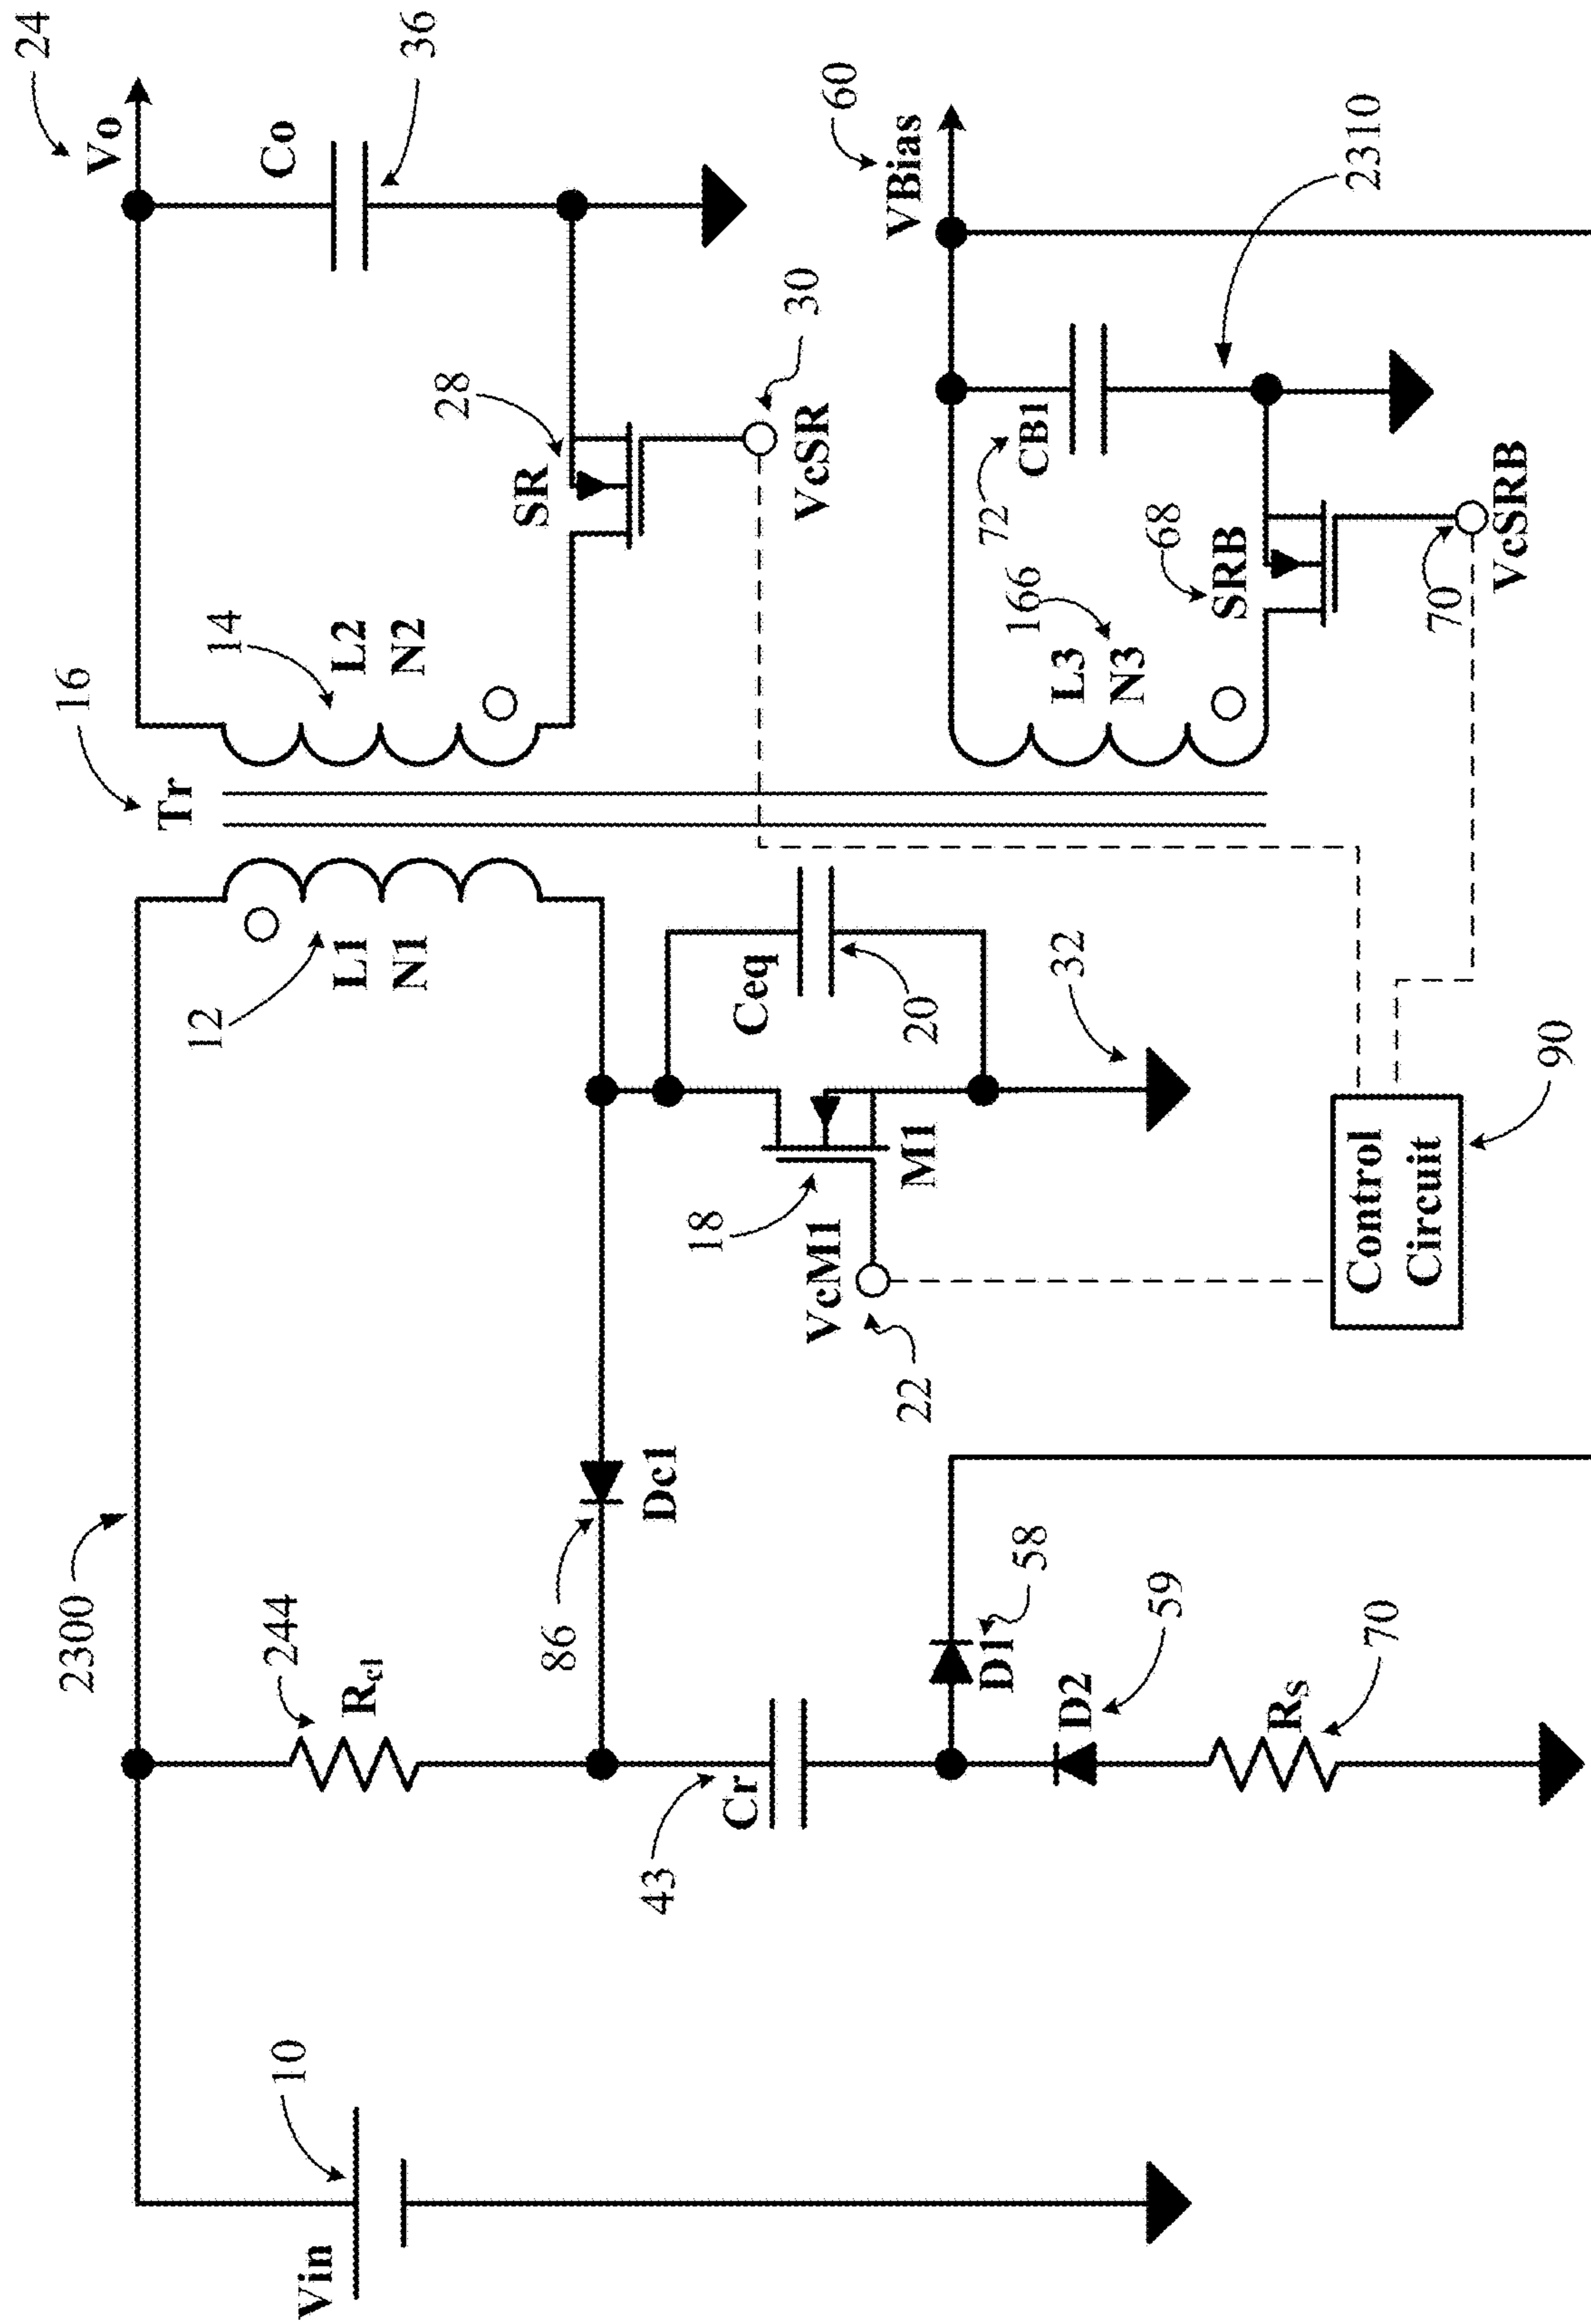 2300
244
R_cl
Vin
10
43
Cr
86
Dc1
D1
58
D2
59
Rs
70
12
L1
N1
16
Tr
14
L2
N2
18
M1
VcM1
22
Ceq
20
32
Control
Circuit
90
24
Vo
Co
36
28
SR
30
VcSR
60
VBias
72
CB1
166
L3
N3
68
SRB
70
VcSRB
2310